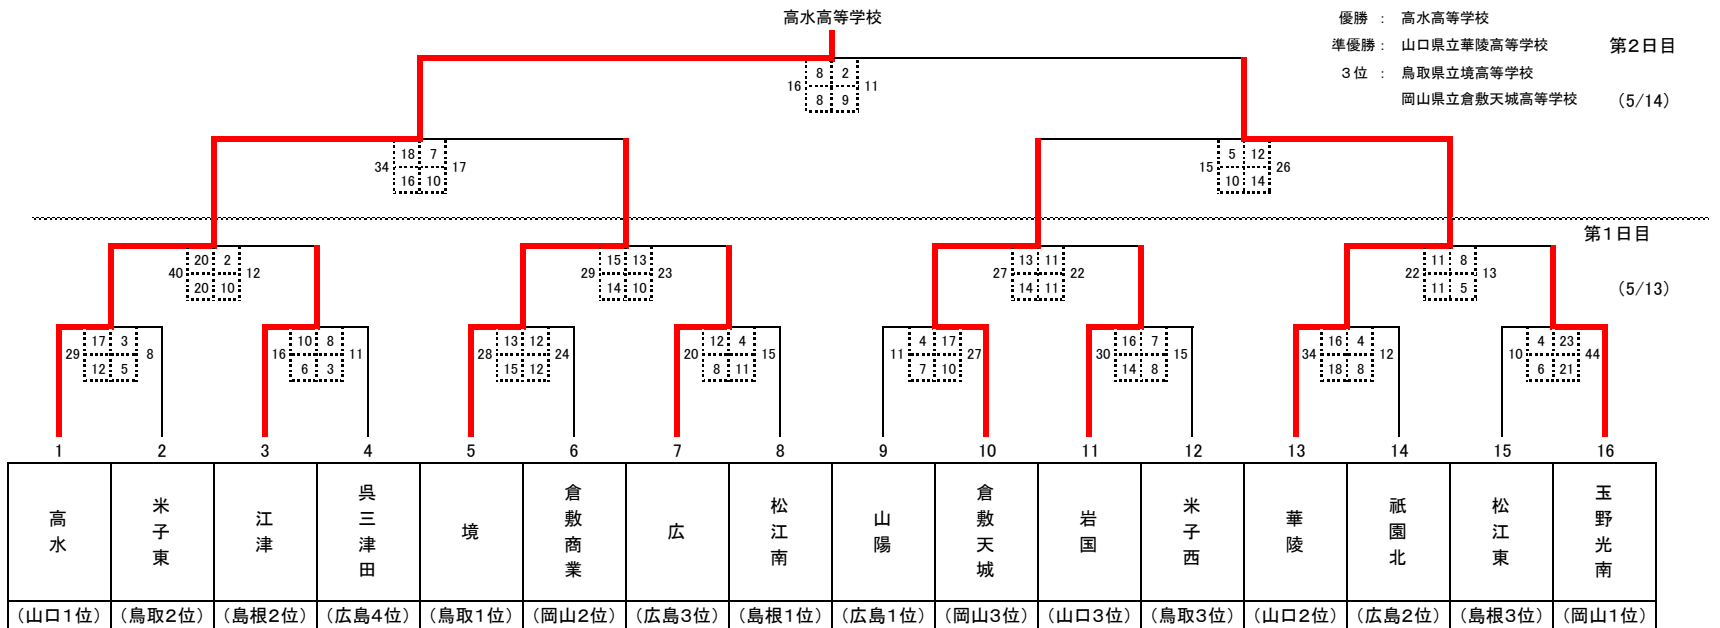 高水高等学校
優勝 : 高水高等学校
準優勝 : 山口県立華陵高等学校 第2日目
3位 : 鳥取県立境高等学校
岡山県立倉敷天城高等学校 (5/14)
16 8 2 11
8 9
34 18 7 17
16 10
15 5 12 26
10 14
第1日目
(5/13)
40 20 2 12
20 10
29 15 13 23
14 10
27 13 11 22
14 11
22 11 8 13
11 5
29 17 3 8
12 5
16 10 8 11
6 3
28 13 12 24
15 12
20 12 4 15
8 11
11 4 17 27
7 10
30 16 7 15
14 8
34 16 4 12
18 8
10 4 23 44
6 21
1 2 3 4 5 6 7 8 9 10 11 12 13 14 15 16
高水
米子東
江津
呉三津田
境
倉敷商業
広
松江南
山陽
倉敷天城
岩国
米子西
華陵
祇園北
松江東
玉野光南
(山口1位) (鳥取2位) (島根2位) (広島4位) (鳥取1位) (岡山2位) (広島3位) (島根1位) (広島1位) (岡山3位) (山口3位) (鳥取3位) (山口2位) (広島2位) (島根3位) (岡山1位)